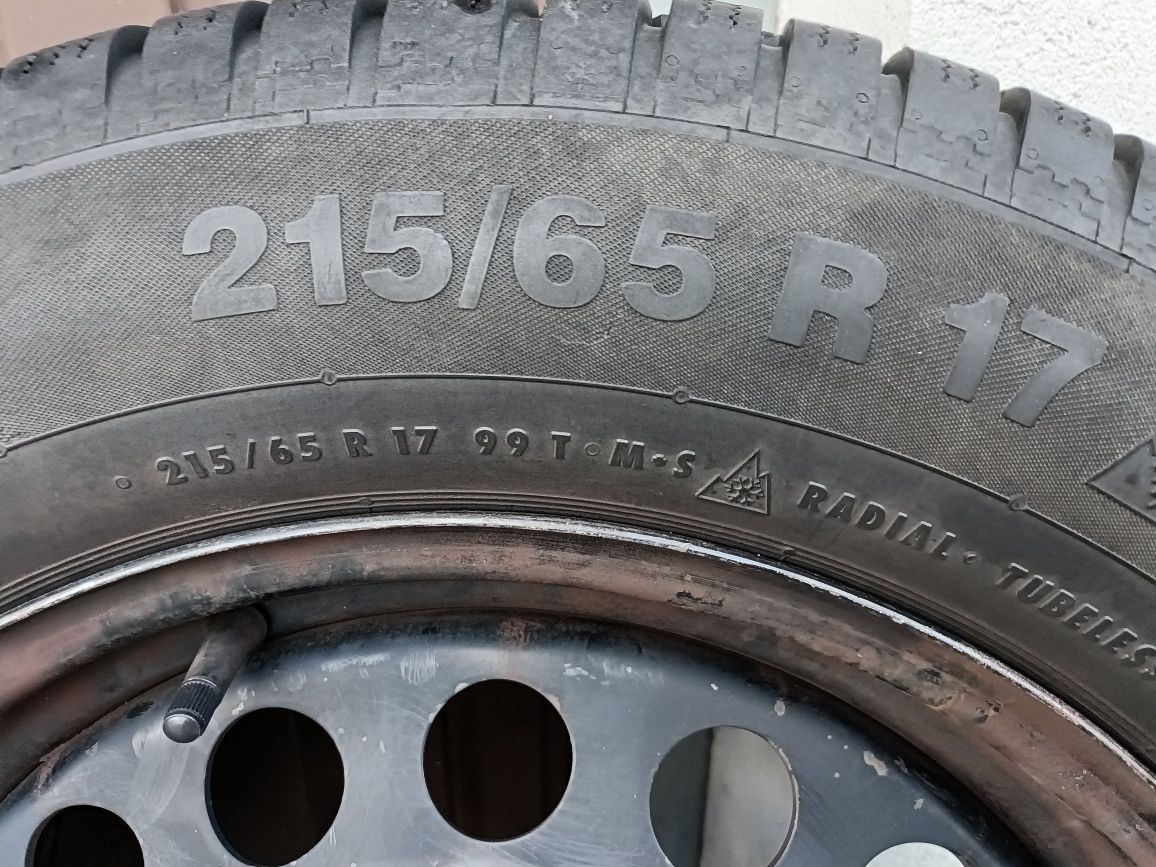 215/65 R 17
215/65 R 17 99 T • M•S RADIAL • TUBELESS